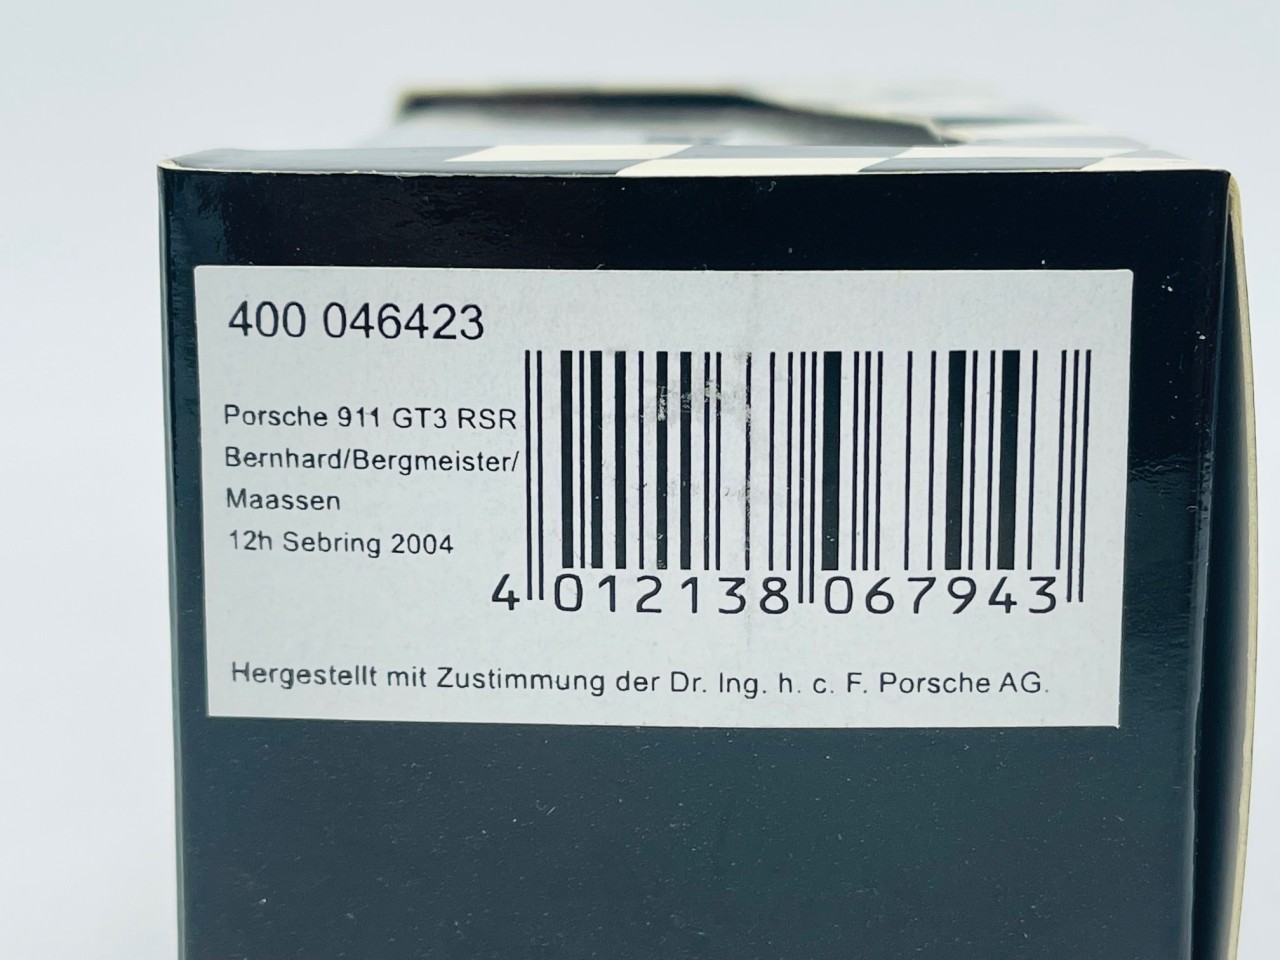 400 046423
Porsche 911 GT3 RSR
Bernhard/Bergmeister/
Maassen
12h Sebring 2004
4 012138 067943
Hergestellt mit Zustimmung der Dr. Ing. h. c. F. Porsche AG.